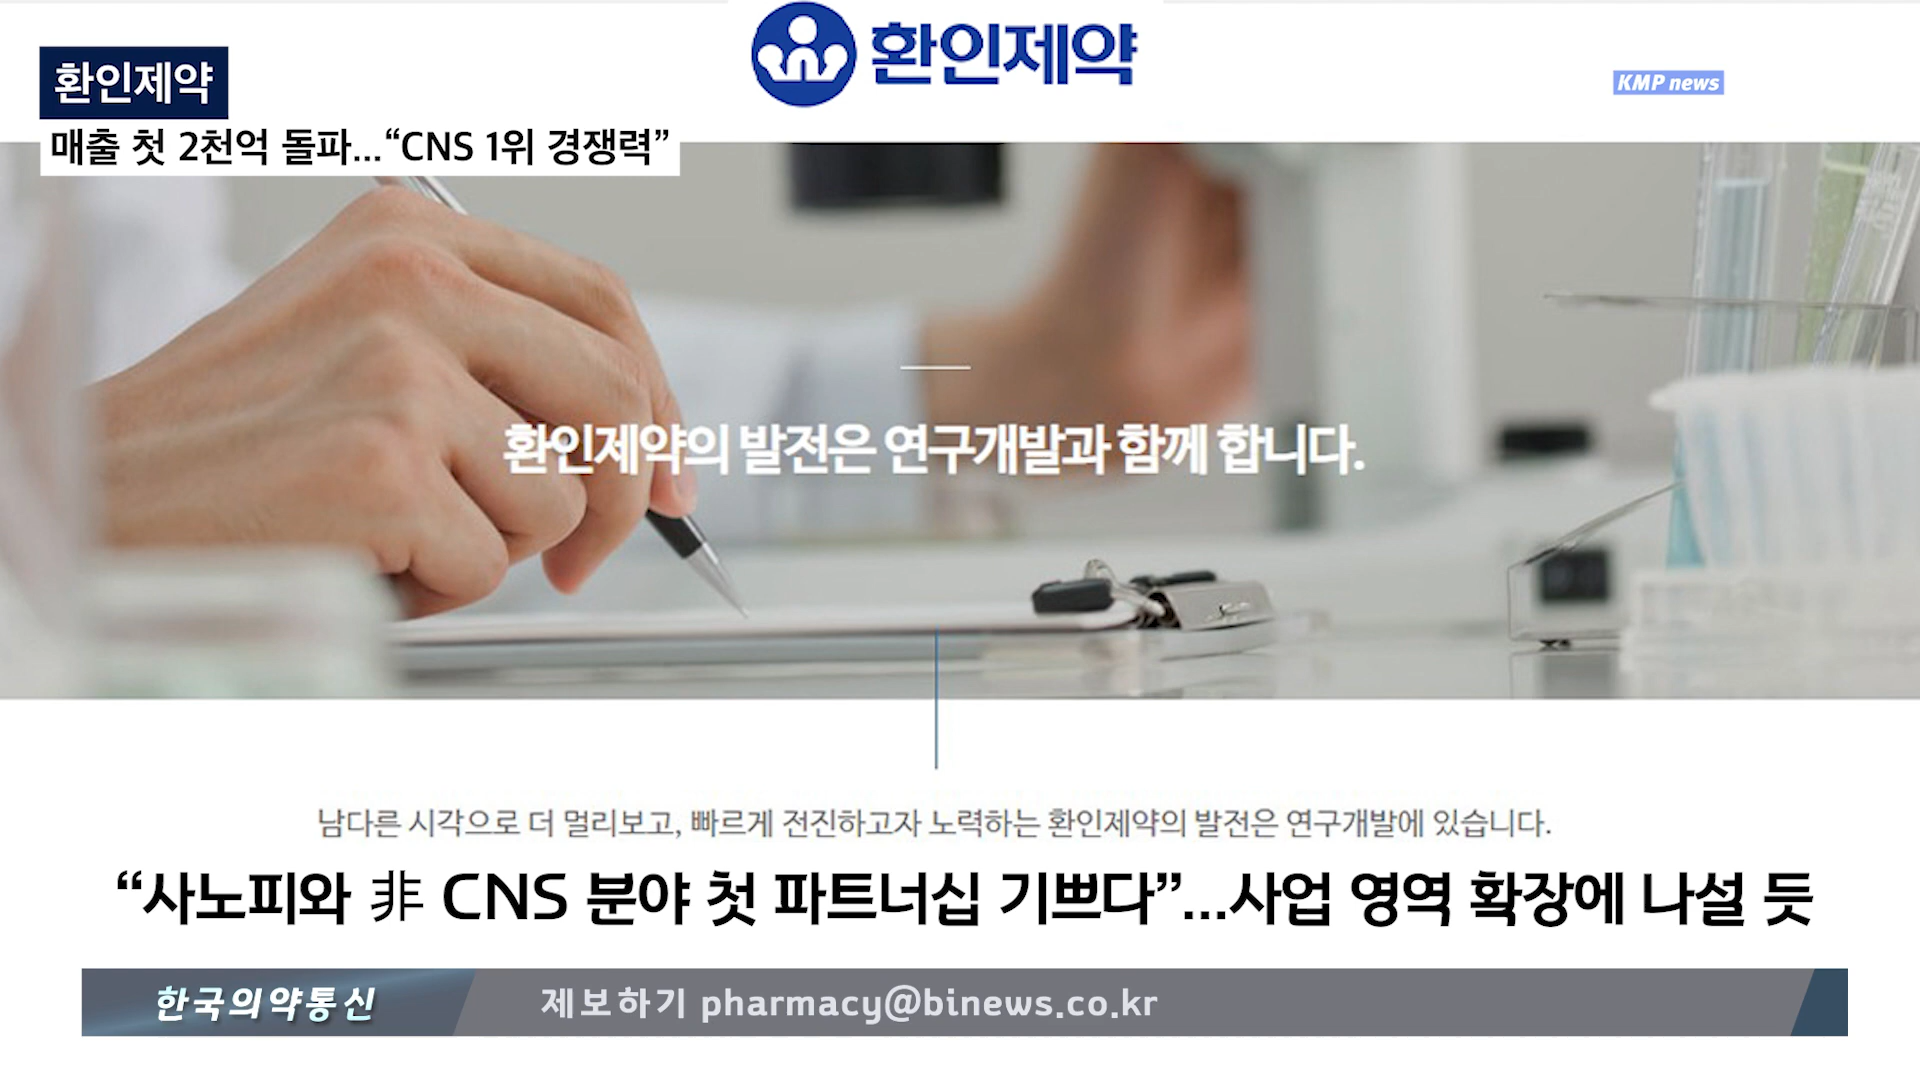 환인제약
환인제약
KMP news
매출 첫 2천억 돌파...“CNS 1위 경쟁력”
환인제약의 발전은 연구개발과 함께 합니다.
남다른 시각으로 더 멀리보고, 빠르게 전진하고자 노력하는 환인제약의 발전은 연구개발에 있습니다.
“사노피와 非 CNS 분야 첫 파트너십 기쁘다”...사업 영역 확장에 나설 듯
한국의약통신
제보하기 pharmacy@binews.co.kr